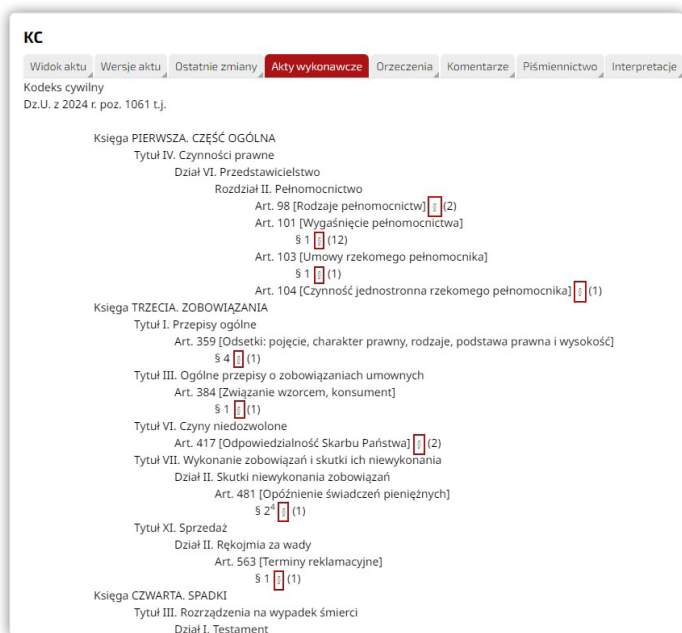 KC
Widok aktu Wersje aktu Ostatnie zmiany Akty wykonawcze Orzeczenia Komentarze Piśmiennictwo Interpretacje
Kodeks cywilny
Dz.U. z 2024 r. poz. 1061 t.j.
Księga PIERWSZA. CZĘŚĆ OGÓLNA
Tytuł IV. Czynności prawne
Dział VI. Przedstawicielstwo
Rozdział II. Pełnomocnictwo
Art. 98 [Rodzaje pełnomocnictw] § (2)
Art. 101 [Wygaśnięcie pełnomocnictwa]
§ 1 § (12)
Art. 103 [Umowy rzekomego pełnomocnika]
§ 1 § (1)
Art. 104 [Czynność jednostronna rzekomego pełnomocnika] § (1)
Księga TRZECIA. ZOBOWIĄZANIA
Tytuł I. Przepisy ogólne
Art. 359 [Odsetki: pojęcie, charakter prawny, rodzaje, podstawa prawna i wysokość]
§ 4 § (1)
Tytuł III. Ogólne przepisy o zobowiązaniach umownych
Art. 384 [Związanie wzorcem, konsument]
§ 1 § (1)
Tytuł VI. Czyny niedozwolone
Art. 417 [Odpowiedzialność Skarbu Państwa] § (2)
Tytuł VII. Wykonanie zobowiązań i skutki ich niewykonania
Dział II. Skutki niewykonania zobowiązań
Art. 481 [Opóźnienie świadczeń pieniężnych]
§ 2⁴ § (1)
Tytuł XI. Sprzedaż
Dział II. Rękojmia za wady
Art. 563 [Terminy reklamacyjne]
§ 1 § (1)
Księga CZWARTA. SPADKI
Tytuł III. Rozrządzenia na wypadek śmierci
Dział I. Testament